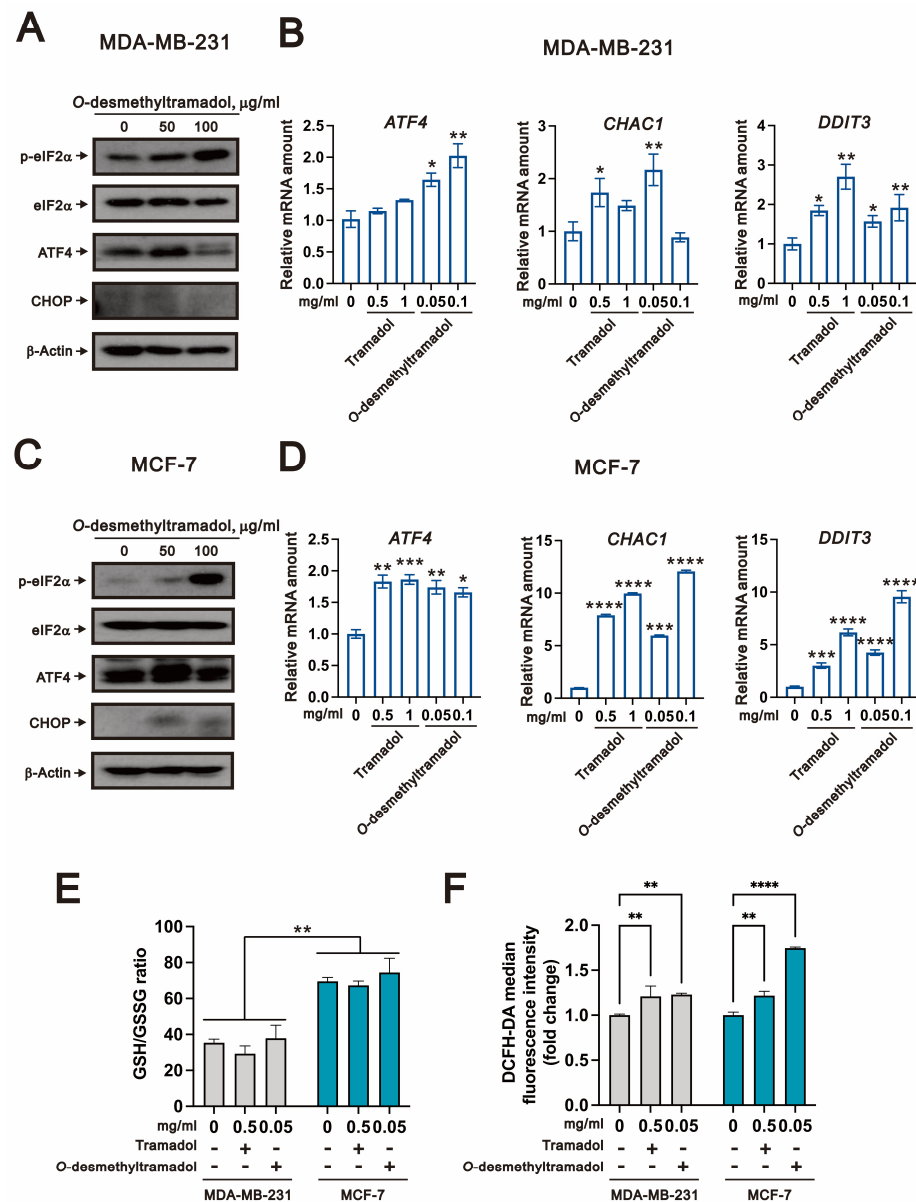 A
MDA-MB-231
O-desmethyltramadol, μg/ml
0 50 100
p-eIF2α
eIF2α
ATF4
CHOP
β-Actin
B
MDA-MB-231
ATF4
Relative mRNA amount
2.5
2.0
1.5
1.0
0.5
0.0
* **
mg/ml 0 0.5 1 0.05 0.1
Tramadol
O-desmethyltramadol
CHAC1
Relative mRNA amount
3
2
1
0
* **
mg/ml 0 0.5 1 0.05 0.1
Tramadol
O-desmethyltramadol
DDIT3
Relative mRNA amount
4
3
2
1
0
* ** * **
mg/ml 0 0.5 1 0.05 0.1
Tramadol
O-desmethyltramadol
C
MCF-7
O-desmethyltramadol, μg/ml
0 50 100
p-eIF2α
eIF2α
ATF4
CHOP
β-Actin
D
MCF-7
ATF4
Relative mRNA amount
2.5
2.0
1.5
1.0
0.5
0.0
** *** ** *
mg/ml 0 0.5 1 0.05 0.1
Tramadol
O-desmethyltramadol
CHAC1
Relative mRNA amount
15
10
5
0
**** **** *** ****
mg/ml 0 0.5 1 0.05 0.1
Tramadol
O-desmethyltramadol
DDIT3
Relative mRNA amount
15
10
5
0
*** **** **** ****
mg/ml 0 0.5 1 0.05 0.1
Tramadol
O-desmethyltramadol
E
GSH/GSSG ratio
100
80
60
40
20
0
**
0 0.5 0.05 mg/ml 0 0.5 0.05
Tramadol - + - - + -
O-desmethyltramadol - - + - - +
MDA-MB-231 MCF-7
F
DCFH-DA median
fluorescence intensity
(fold change)
2.0
1.5
1.0
0.5
0.0
** ****
** **
0 0.5 0.05 mg/ml 0 0.5 0.05
Tramadol - + - - + -
O-desmethyltramadol - - + - - +
MDA-MB-231 MCF-7